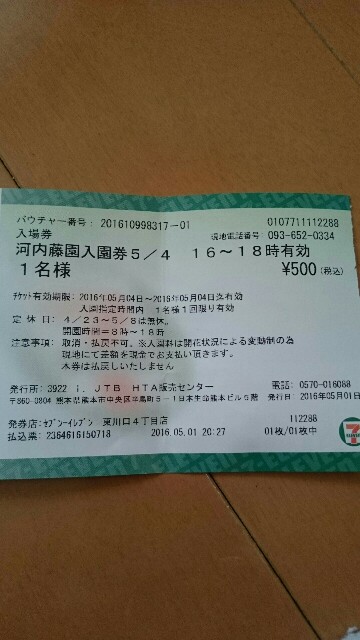 バウチャー番号: 201610998317-01 0107711112288
入場券 現地電話番号: 093-652-0334
河内藤園入園券5/4 16~18時有効
1名様 ¥500(税込)
チケット有効期限: 2016年05月04日~2016年05月04日迄有効
入園指定時間内 1名様1回限り有効
定 休 日: 4/23~5/8は無休。
開園時間=8時~18時
注意事項: 取消・払戻不可、※入園料は開花状況による変動制の為
現地にて差額を現金でお支払い頂きます。
本券は払戻しいたしません
発行所: 3922 i.JTB HTA販売センター 電話: 0570-016088
〒860-0804 熊本県熊本市中央区辛島町5-1日本生命熊本ビル5階 発行日: 2016年05月01日
発券店: セブン-イレブン 東川口4丁目店 112288
払込票: 2364616150718 2016.05.01 20:27 01枚/01枚中